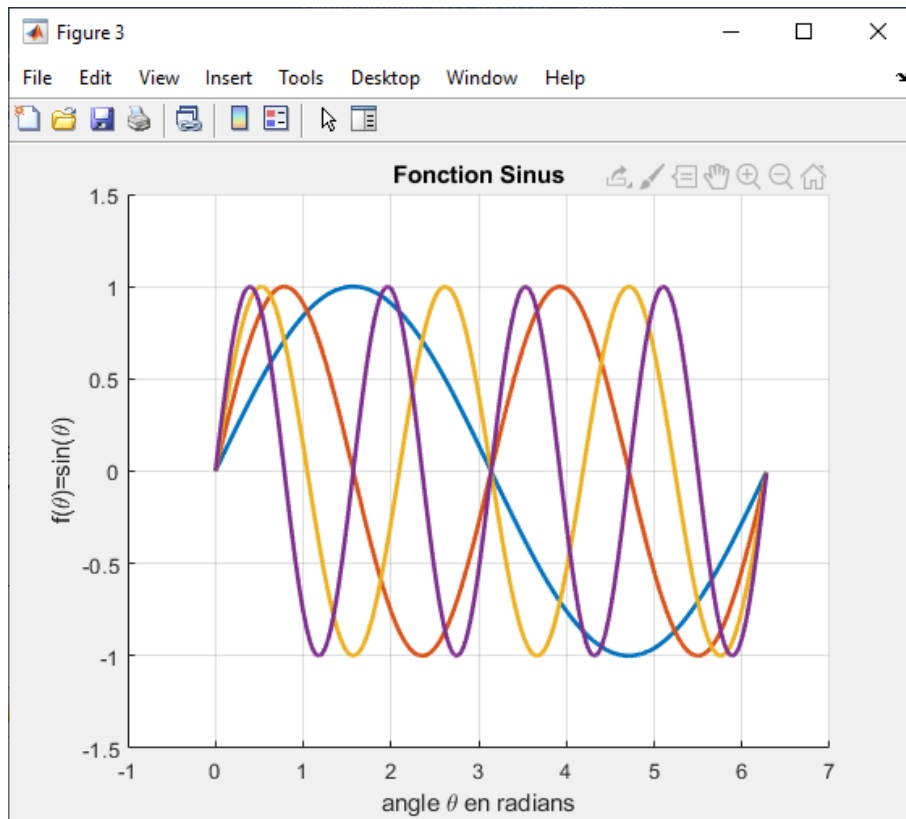 Figure 3
File Edit View Insert Tools Desktop Window Help
Fonction Sinus
1.5
1
0.5
0
-0.5
-1
-1.5
f(θ)=sin(θ)
-1 0 1 2 3 4 5 6 7
angle θ en radians